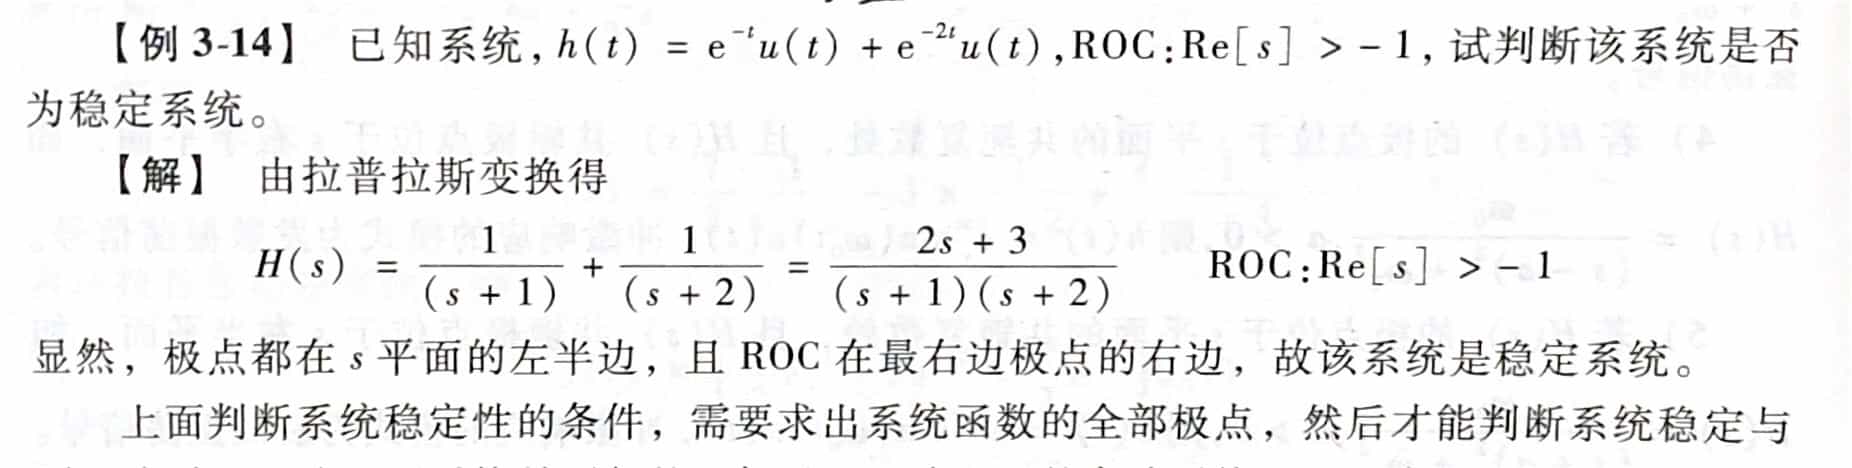 【例 3-14】 已知系统, h(t) = e^{-t}u(t) + e^{-2t}u(t), ROC:Re[s] > -1, 试判断该系统是否
为稳定系统。
【解】 由拉普拉斯变换得
H(s) = \frac{1}{(s + 1)} + \frac{1}{(s + 2)} = \frac{2s + 3}{(s + 1)(s + 2)} ROC:Re[s] > -1
显然，极点都在 s 平面的左半边，且 ROC 在最右边极点的右边，故该系统是稳定系统。
上面判断系统稳定性的条件，需要求出系统函数的全部极点，然后才能判断系统稳定与